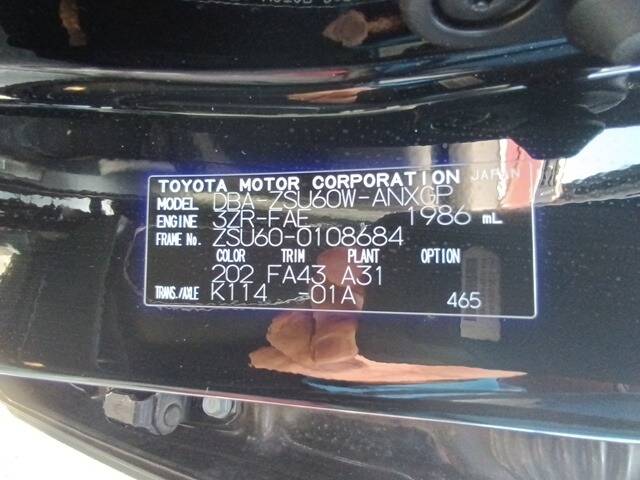 TOYOTA MOTOR CORPORATION JAPAN
MODEL DBA-ZSU60W-ANXGP
ENGINE 3ZR-FAE 1986 mL
FRAME No. ZSU60-0108684
COLOR TRIM PLANT OPTION
202 FA43 A31
TRANS./AXLE K114 -01A 465